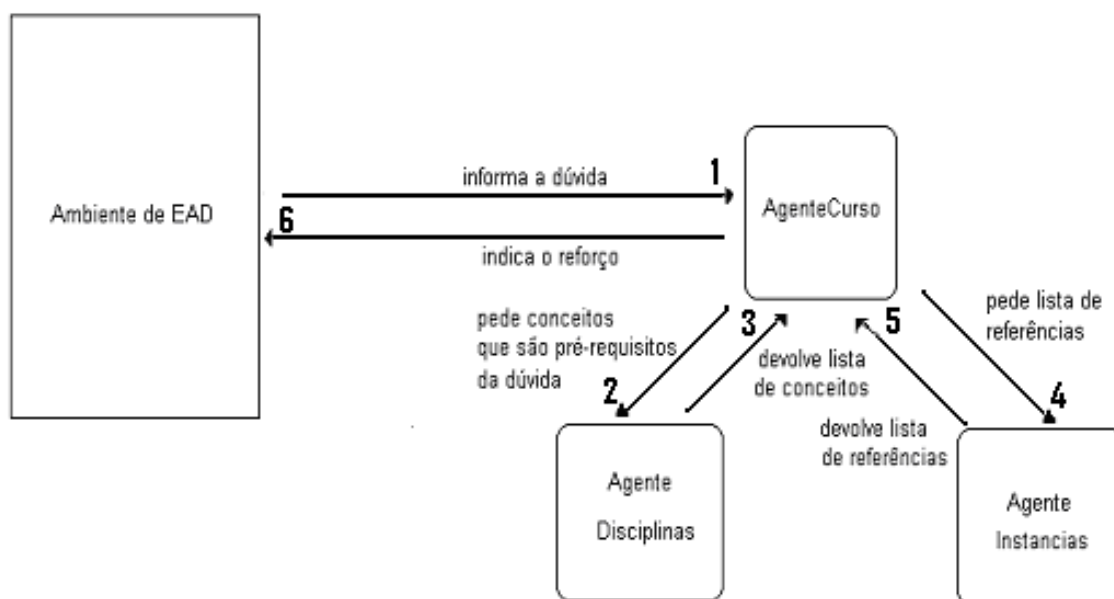 informa a dúvida
1
Ambiente de EAD
AgenteCurso
6
indica o reforço
pede conceitos
que são pré-requisitos
da dúvida
2
3
devolve lista
de conceitos
5
pede lista de
referências
4
devolve lista
de referências
Agente
Disciplinas
Agente
Instancias